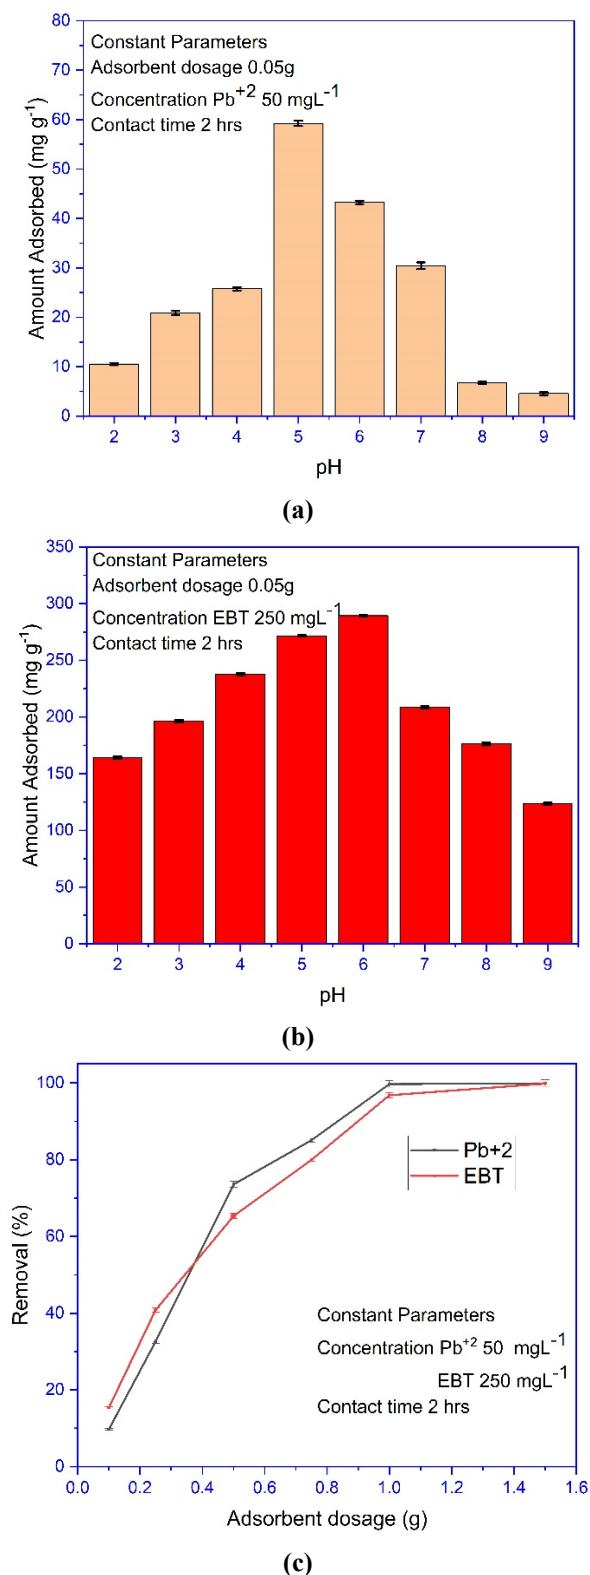 80
Constant Parameters
70
Adsorbent dosage 0.05g
Concentration Pb+2 50 mgL-1
60
Contact time 2 hrs
50
40
30
20
10
0
Amount Adsorbed (mg g-1)
2 3 4 5 6 7 8 9
pH
(a)
350
Constant Parameters
Adsorbent dosage 0.05g
300
Concentration EBT 250 mgL-1
Contact time 2 hrs
250
200
150
100
50
0
Amount Adsorbed (mg g-1)
2 3 4 5 6 7 8 9
pH
(b)
100
80
60
40
20
0
Removal (%)
Pb+2
EBT
Constant Parameters
Concentration Pb+2 50 mgL-1
EBT 250 mgL-1
Contact time 2 hrs
0.0 0.2 0.4 0.6 0.8 1.0 1.2 1.4 1.6
Adsorbent dosage (g)
(c)